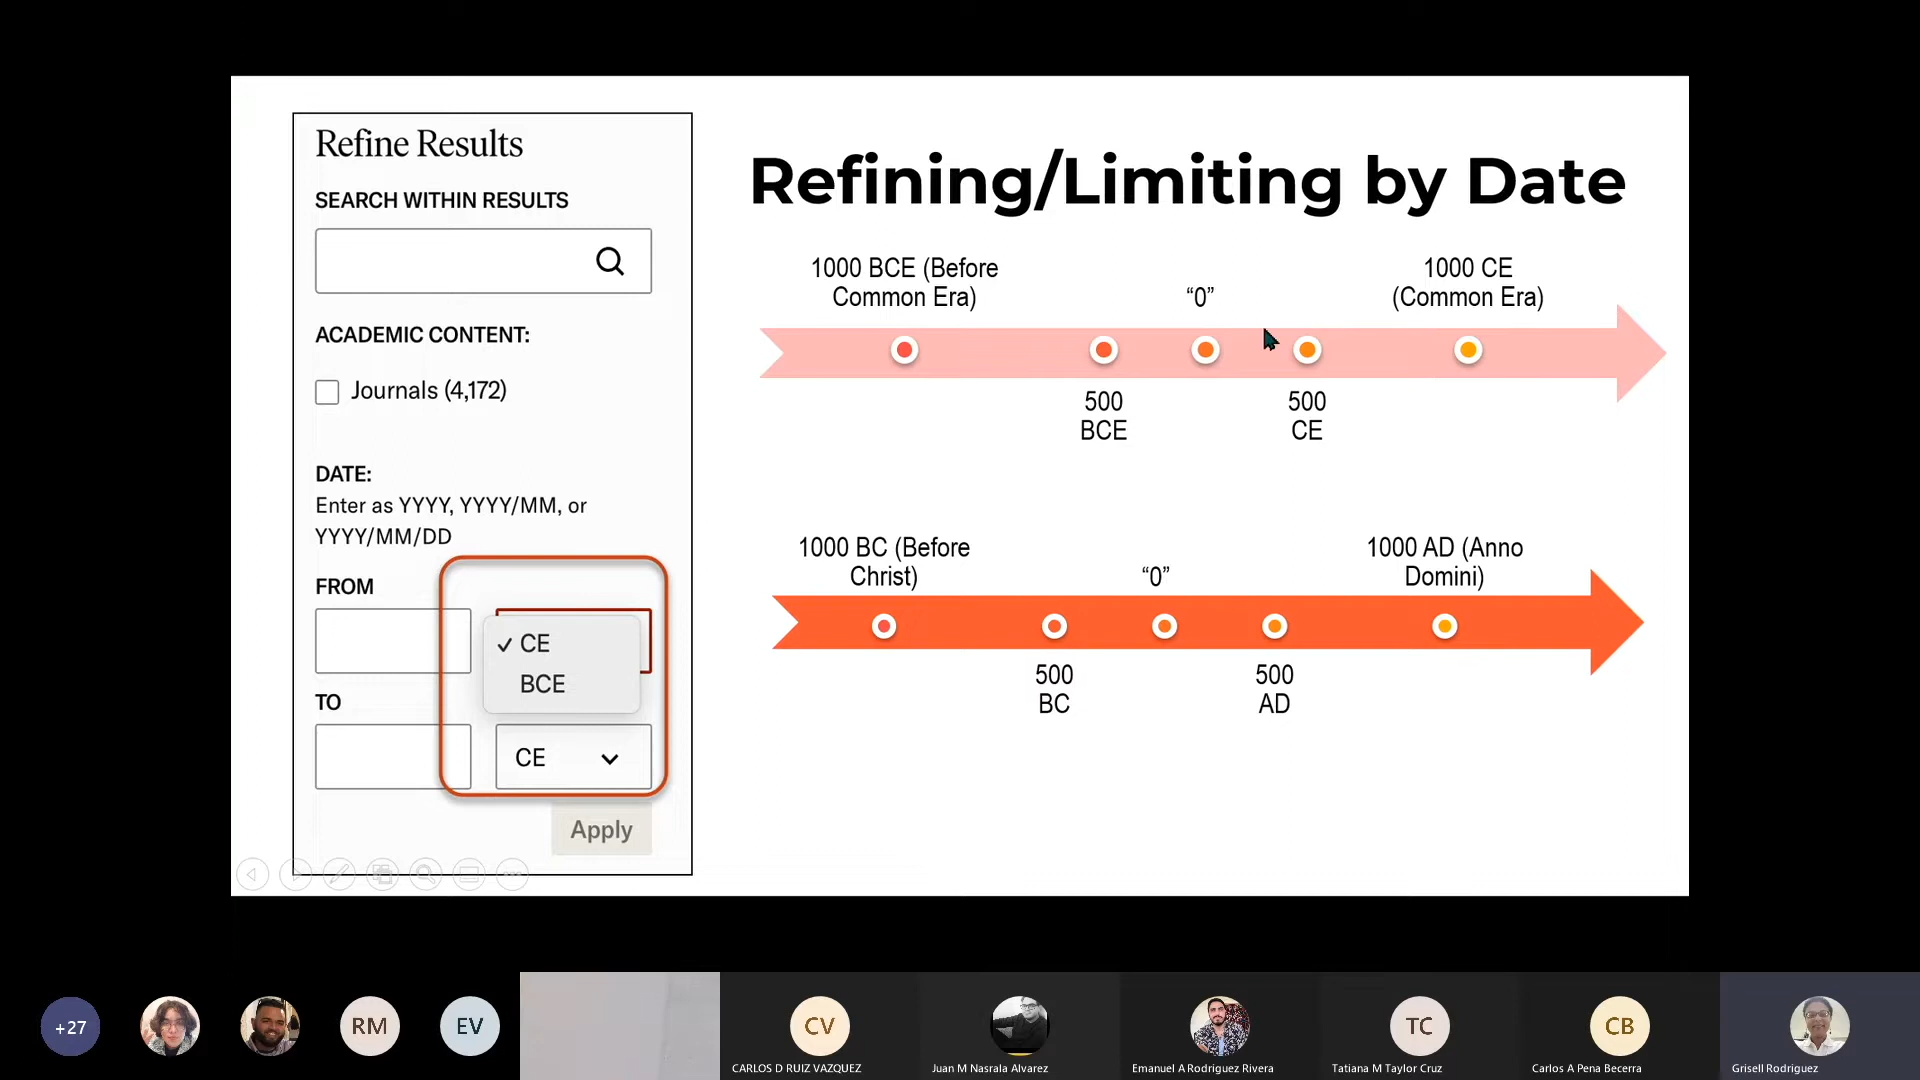 Refine Results
SEARCH WITHIN RESULTS
ACADEMIC CONTENT:
Journals (4,172)
DATE:
Enter as YYYY, YYYY/MM, or
YYYY/MM/DD
FROM
✓ CE
BCE
TO
CE
Apply
Refining/Limiting by Date
1000 BCE (Before
Common Era)
“0”
1000 CE
(Common Era)
500
BCE
500
CE
1000 BC (Before
Christ)
“0”
1000 AD (Anno
Domini)
500
BC
500
AD
+27
RM
EV
CV
CARLOS D RUIZ VAZQUEZ
Juan M Nasrala Alvarez
Emanuel A Rodriguez Rivera
TC
Tatiana M Taylor Cruz
CB
Carlos A Pena Becerra
Grisell Rodriguez